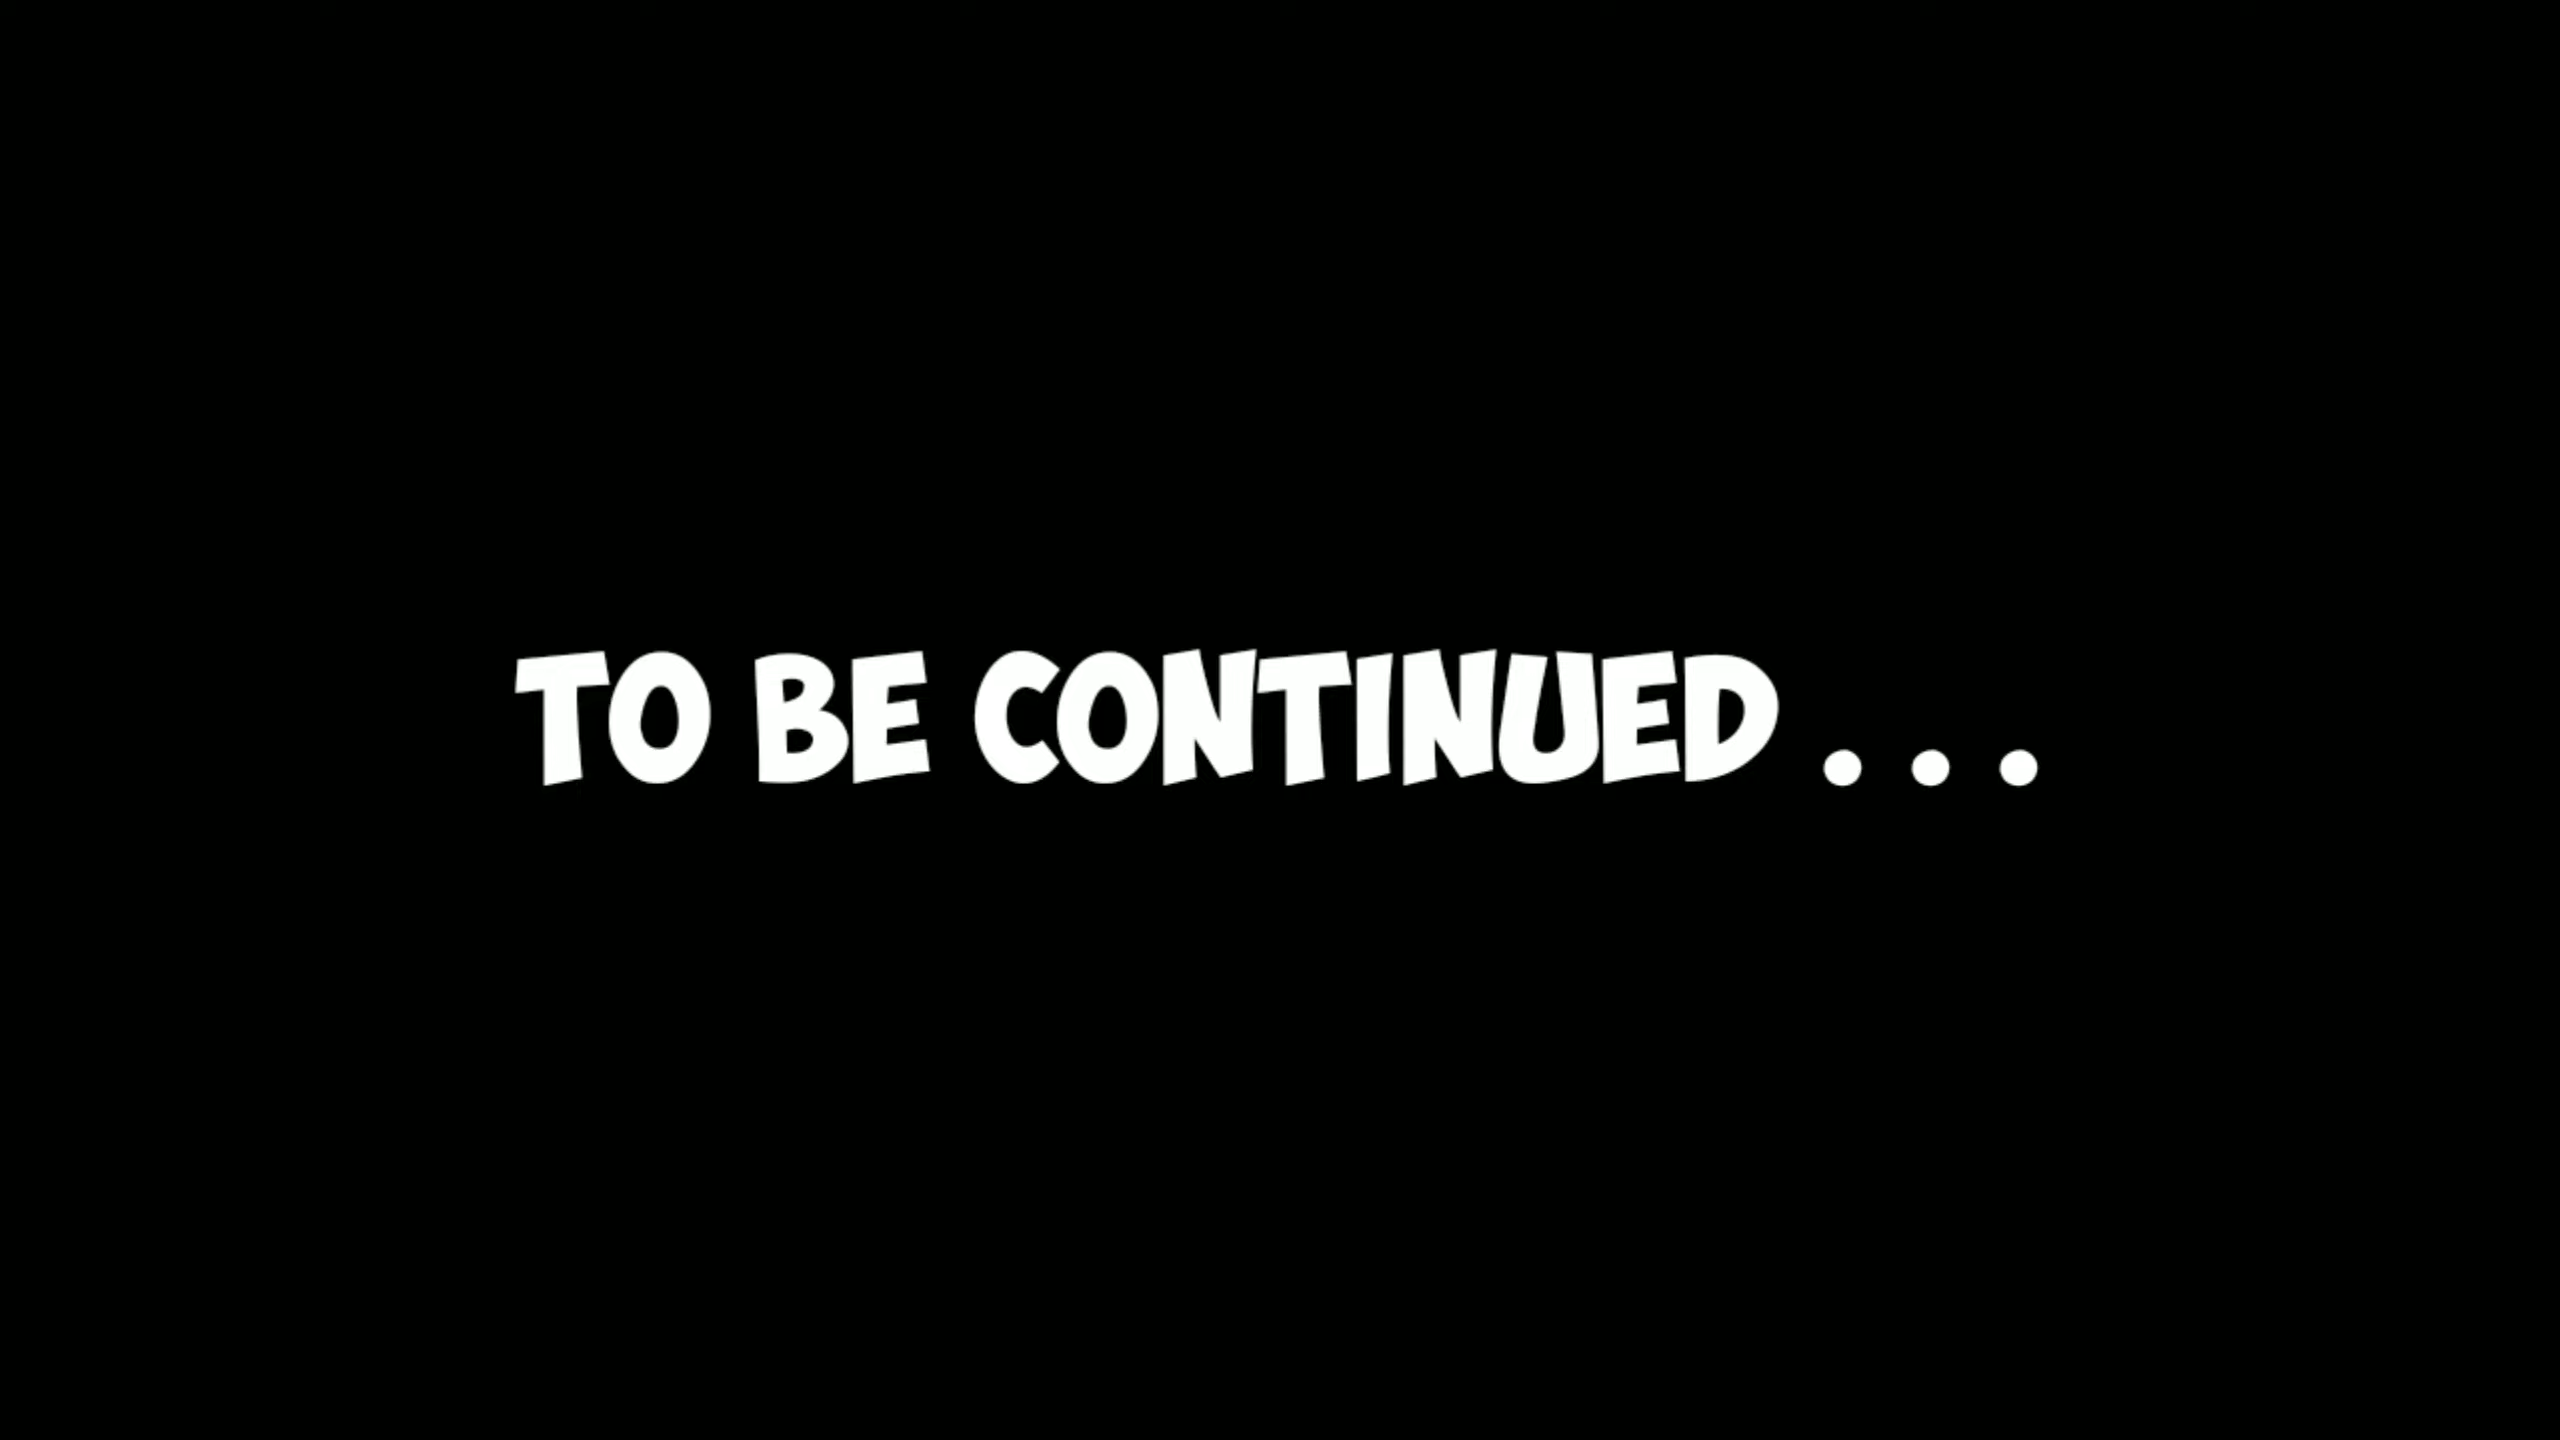 TO BE CONTINUED . . .